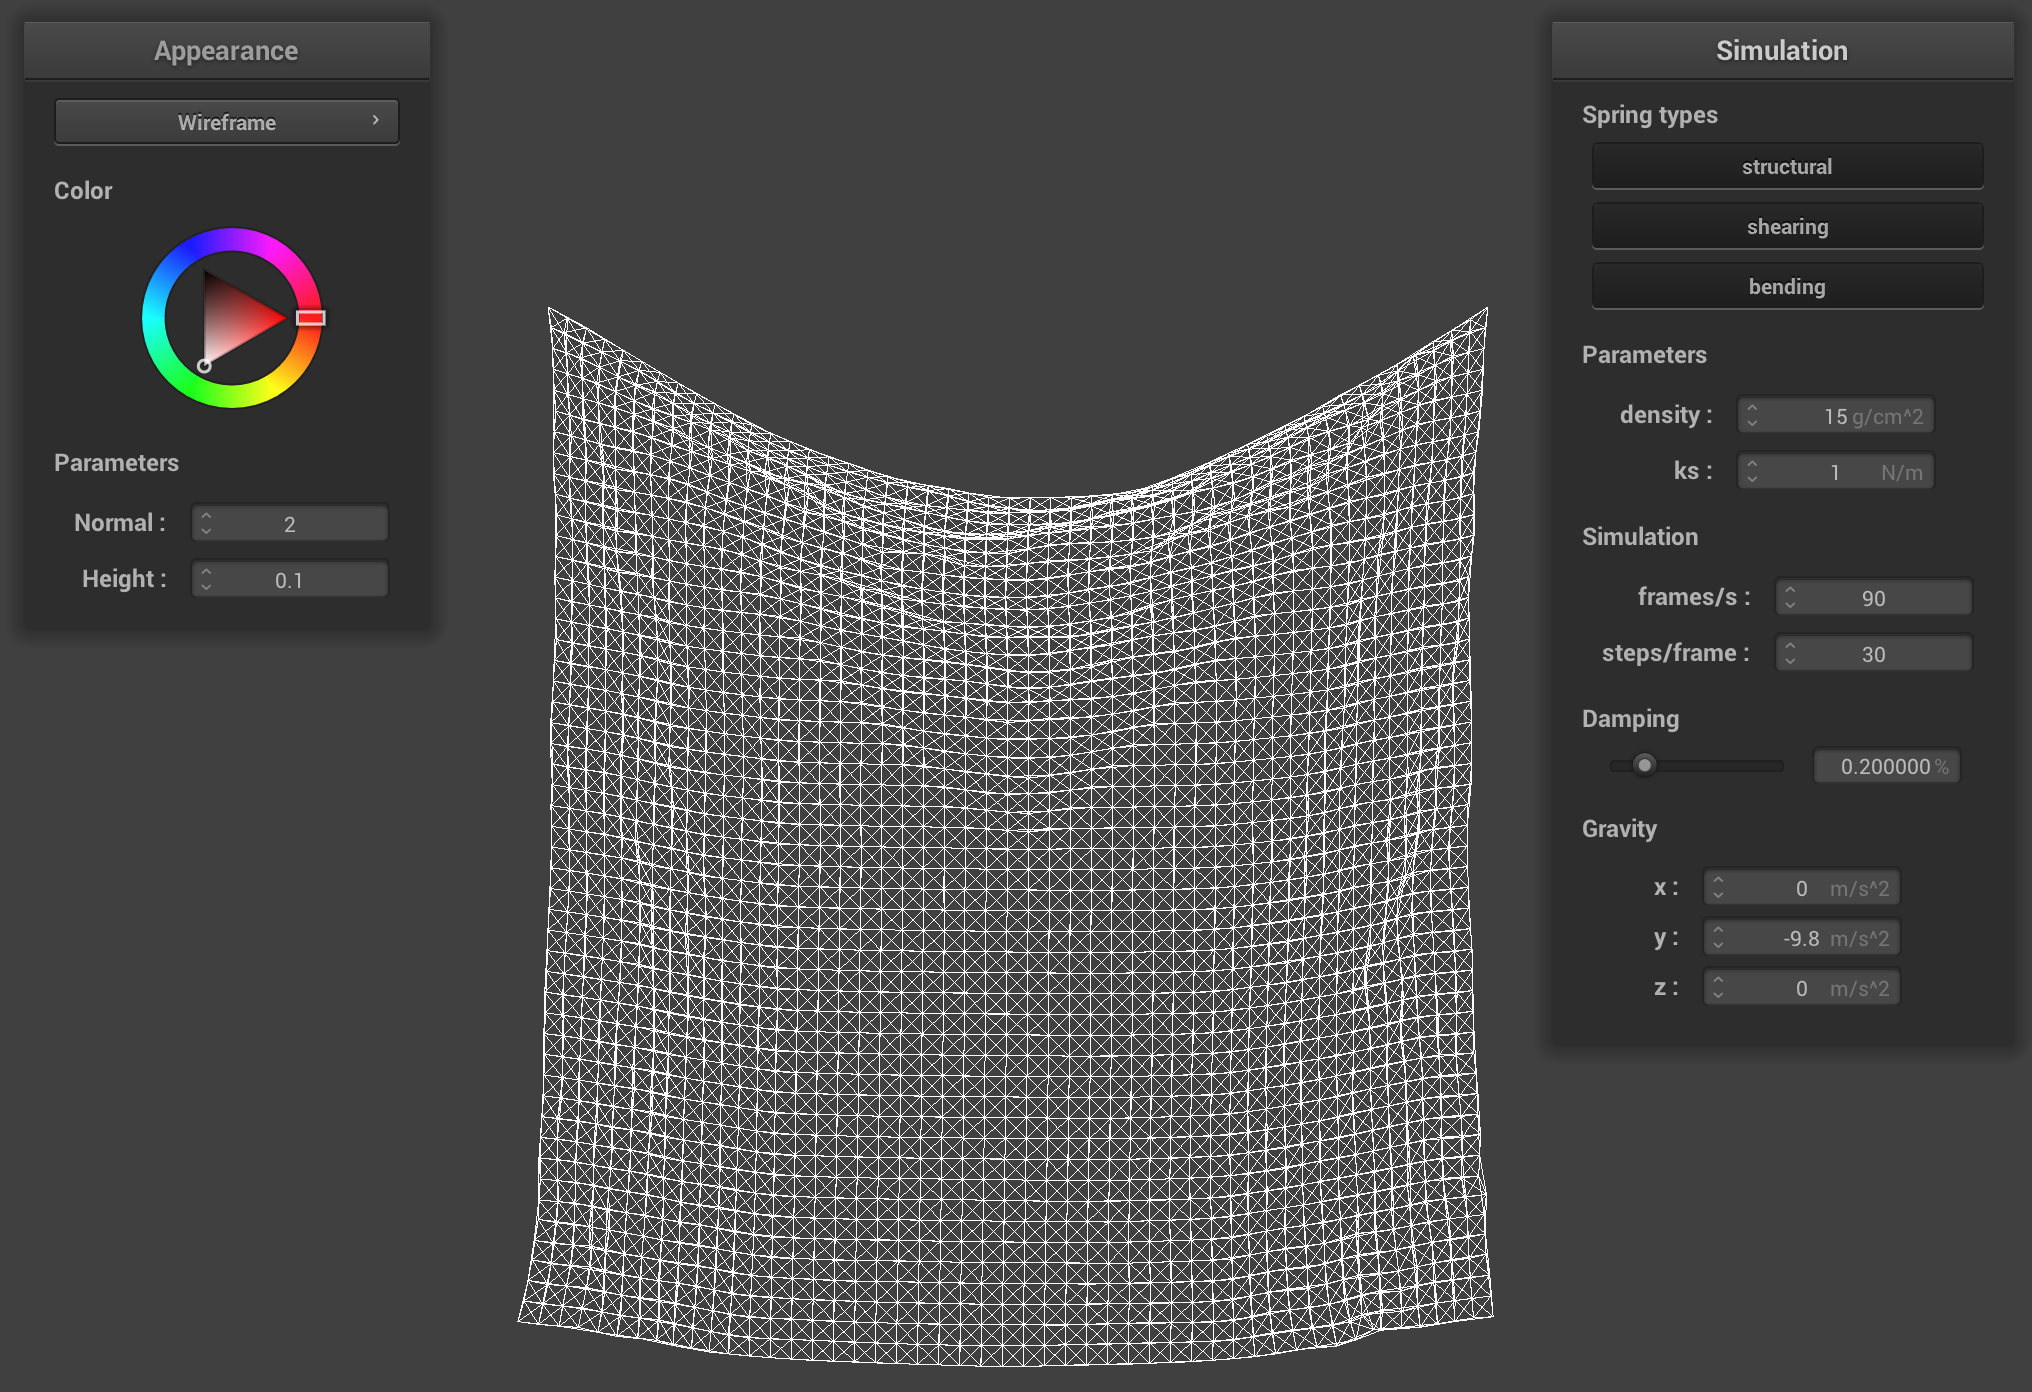 Appearance
Wireframe
Color
Parameters
Normal : 2
Height : 0.1
Simulation
Spring types
structural
shearing
bending
Parameters
density : 15 g/cm^2
ks : 1 N/m
Simulation
frames/s : 90
steps/frame : 30
Damping
0.200000 %
Gravity
x : 0 m/s^2
y : -9.8 m/s^2
z : 0 m/s^2